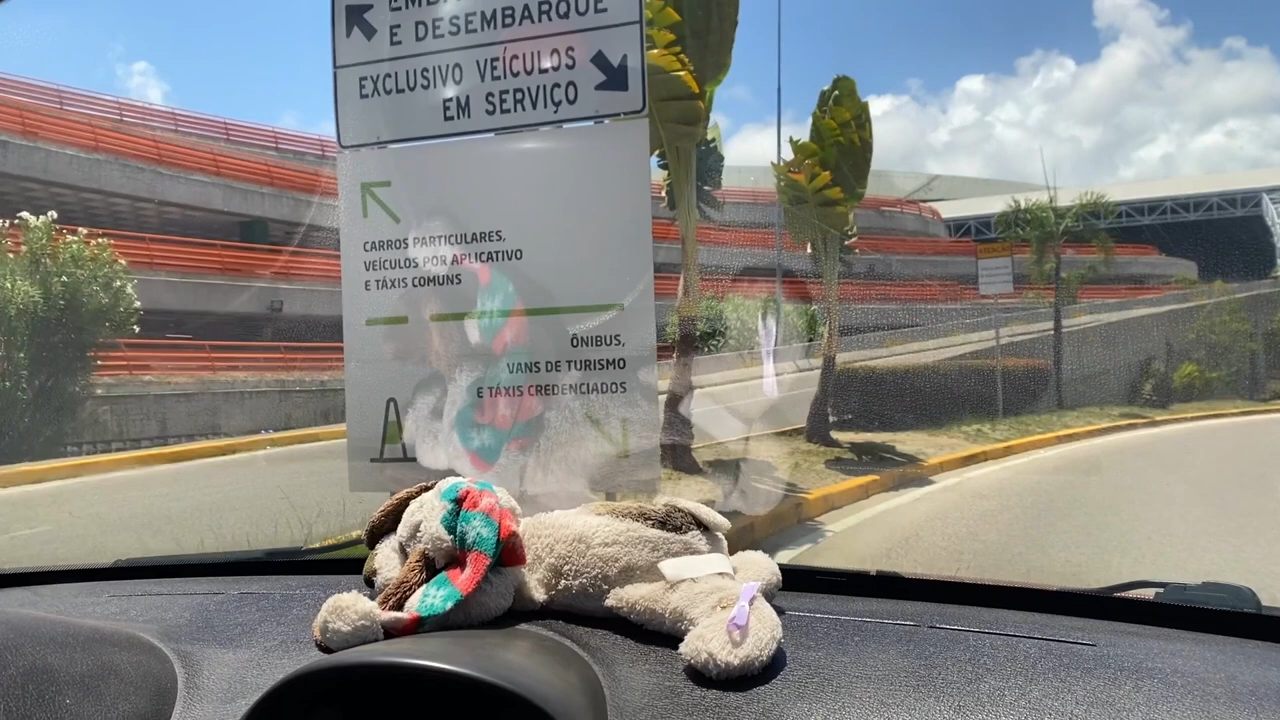 E DESEMBARQUE
EXCLUSIVO VEÍCULOS
EM SERVIÇO
CARROS PARTICULARES,
VEÍCULOS POR APLICATIVO
E TÁXIS COMUNS
ÔNIBUS,
VANS DE TURISMO
E TÁXIS CREDENCIADOS